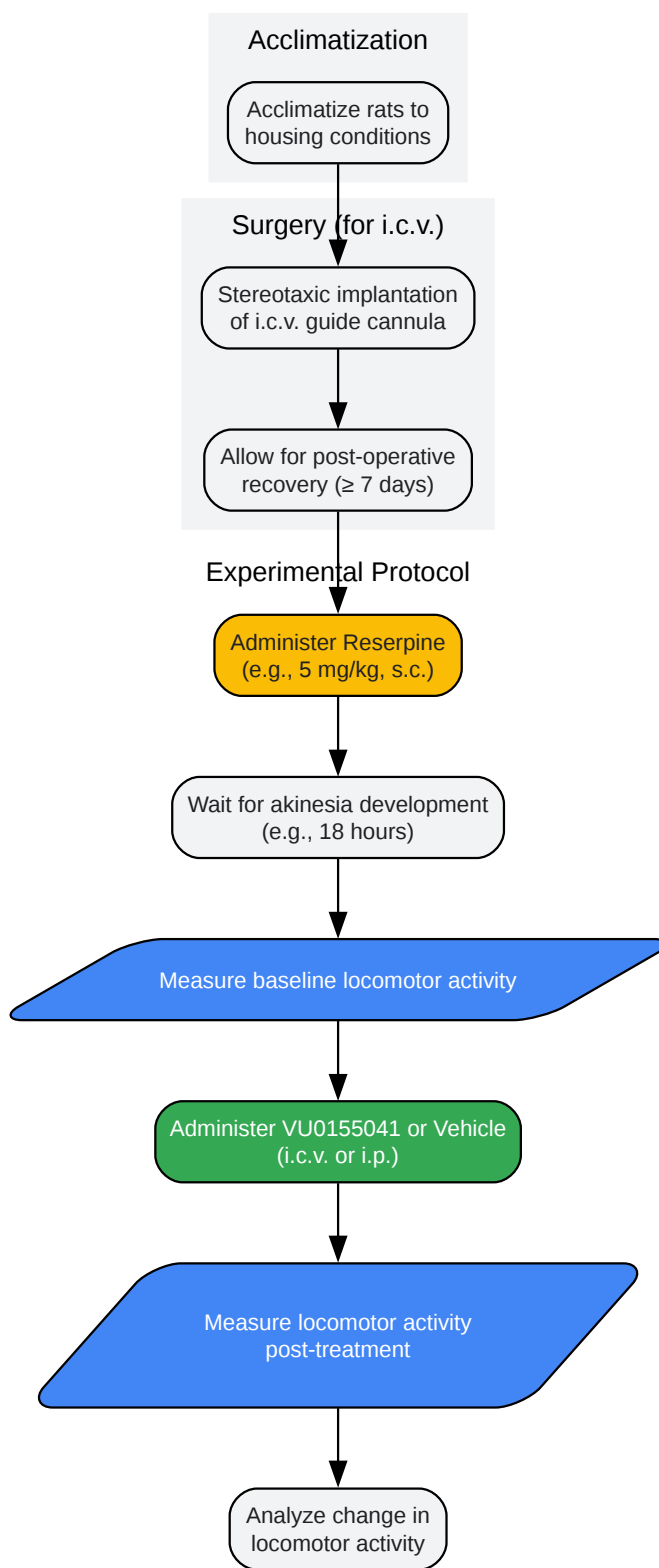 Acclimatization
Acclimatize rats to
housing conditions
Surgery (for i.c.v.)
Stereotaxic implantation
of i.c.v. guide cannula
Allow for post-operative
recovery (≥ 7 days)
Experimental Protocol
Administer Reserpine
(e.g., 5 mg/kg, s.c.)
Wait for akinesia development
(e.g., 18 hours)
Measure baseline locomotor activity
Administer VU0155041 or Vehicle
(i.c.v. or i.p.)
Measure locomotor activity
post-treatment
Analyze change in
locomotor activity